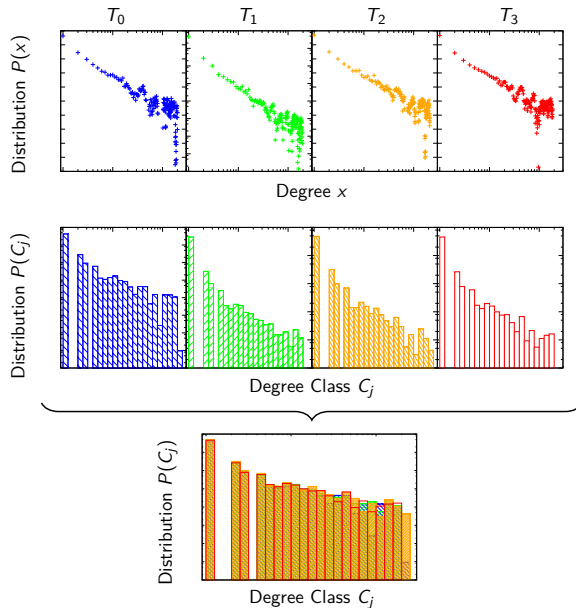 T₀ T₁ T₂ T₃
Distribution P(x)
Degree x
Distribution P(Cⱼ)
Degree Class Cⱼ
Distribution P(Cⱼ)
Degree Class Cⱼ